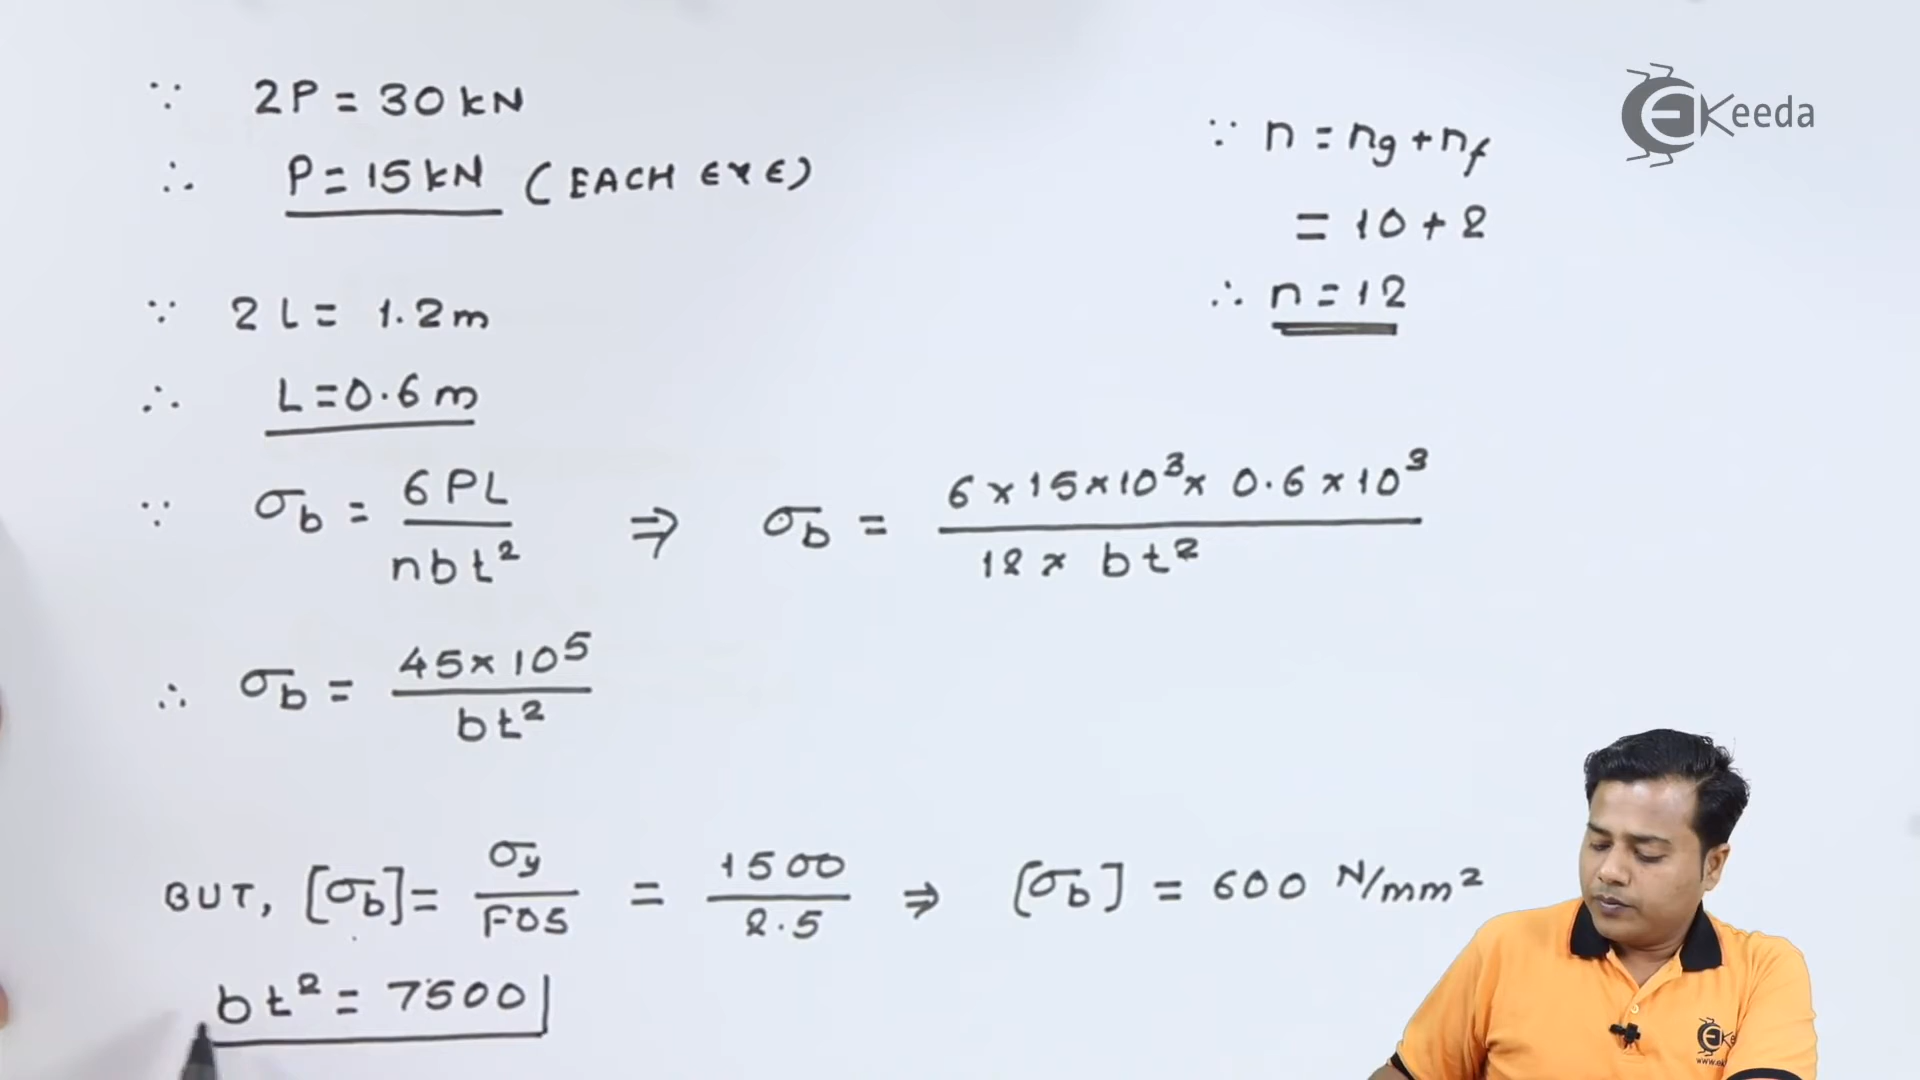 ∵ 2P = 30 kN
∴ P = 15 kN (EACH EYE)
∵ 2L = 1.2 m
∴ L = 0.6 m
∵ σb = 6PL / nbt² ⇒ σb = 6 × 15 × 10³ × 0.6 × 10³ / 12 × bt²
∴ σb = 45 × 10⁵ / bt²
BUT, [σb] = σy / FOS = 1500 / 2.5 ⇒ [σb] = 600 N/mm²
bt² = 7500
∵ n = ng + nf
= 10 + 2
∴ n = 12
EKeeda